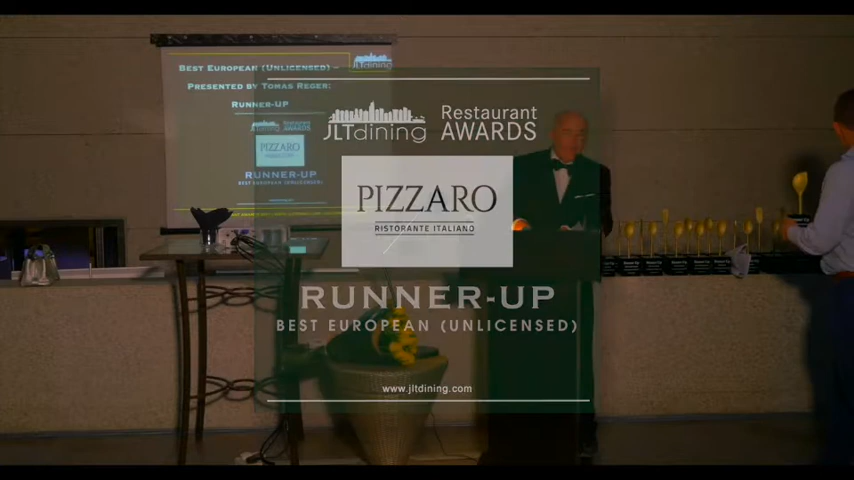 BEST EUROPEAN (UNLICENSED) –
PRESENTED BY TOMAS REGER:
RUNNER-UP
JLTdining
PIZZARO
RUNNER-UP
BEST EUROPEAN (UNLICENSED)
JLTdining
Restaurant
AWARDS
PIZZARO
RISTORANTE ITALIANO
RUNNER-UP
BEST EUROPEAN (UNLICENSED)
www.jltdining.com